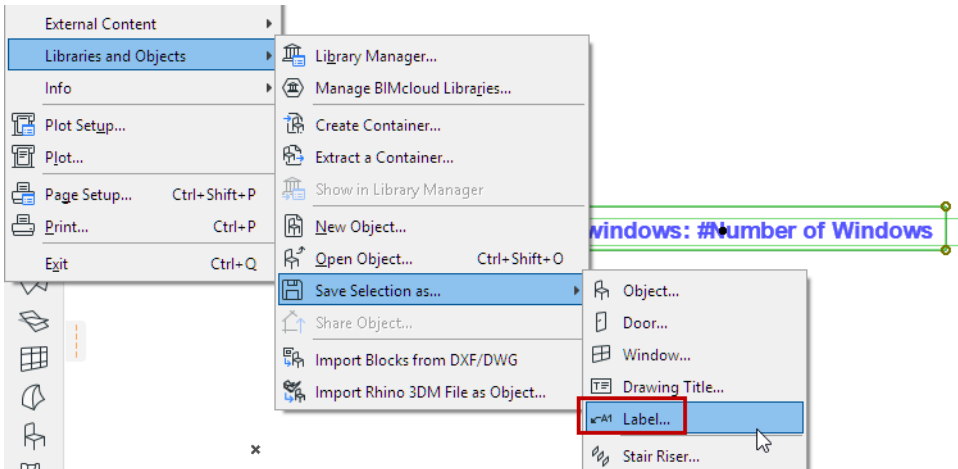 External Content
Libraries and Objects
Info
Plot Setup...
Plot...
Page Setup... Ctrl+Shift+P
Print... Ctrl+P
Exit Ctrl+Q
Library Manager...
Manage BIMcloud Libraries...
Create Container...
Extract a Container...
Show in Library Manager
New Object...
Open Object... Ctrl+Shift+O
Save Selection as...
Share Object...
Import Blocks from DXF/DWG
Import Rhino 3DM File as Object...
windows: #Number of Windows
Object...
Door...
Window...
Drawing Title...
A1 Label...
Stair Riser...